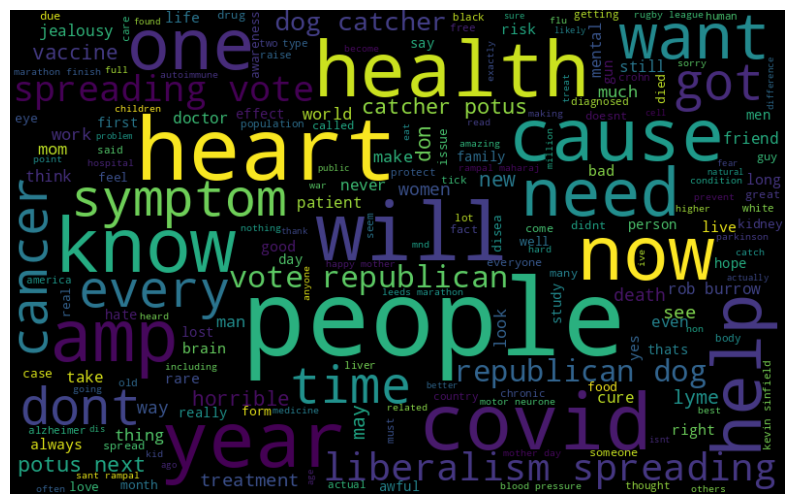 due
care
found
life
drug
black
getting
rugby league
human
jealousy
one
dog catcher
awareness
two type
free
sure
flu
likely
risk
vaccine
health
want
raise
say
mental
still
gun
crohn
sorry
marathon finish
full
become
exactly
treat
autoimmune
spreading vote
got
children
catcher potus
much
died
diagnosed
difference
eye
first
doctor
effect
world
don
making
doesnt
men
sell
work
population
called
read
cause
friend
mom
said
problem
heart
make
issue
eat
amazing
million
bad
guy
think
point
feel
hospital
never
family
rampal maharaj
fear
natural
symptom
public
war
protect
tick
women
new
need
long
condition
patient
seem
lot
fact
disea
come
person
higher
great
prevent
white
know
will
nothing
thank
mnd
didnt
live
kidney
parkinson
good
happy mother
everyone
well
hard
ive
now
catch
cancer
america
day
anyone
vote republican
many
hope
actually
every
real
leeds marathon
look
study
death
rob burrow
hate
heard
people
see
amp
lost
man
even
non
body
brain
yes
thats
help
case
take
including
rare
horrible
liver
time
better
republican dog
dont
going
old
form
medicine
chronic
food
way
may
country
cure
lyme
best
alzheimer
dis
really
related
motor neurone
must
isnt
kevin sinfield
always
spread
thing
year
covid
right
kid
ago
mother day
someone
potus next
sant rampal
age
liberalism spreading
often
love
month
treatment
actual
awful
blood pressure
thought
others